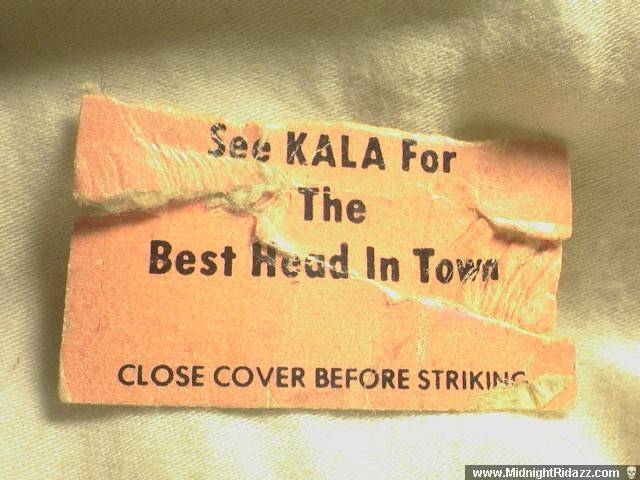 See KALA For
The
Best Head In Town
CLOSE COVER BEFORE STRIKING
www.MidnightRidazz.com